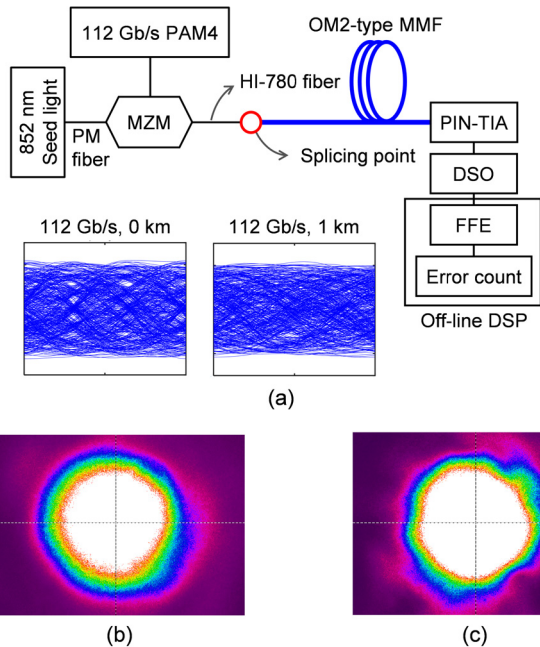 112 Gb/s PAM4
OM2-type MMF
852 nm
Seed light
PM
fiber
MZM
HI-780 fiber
Splicing point
PIN-TIA
DSO
FFE
Error count
Off-line DSP
112 Gb/s, 0 km
112 Gb/s, 1 km
(a)
(b)
(c)